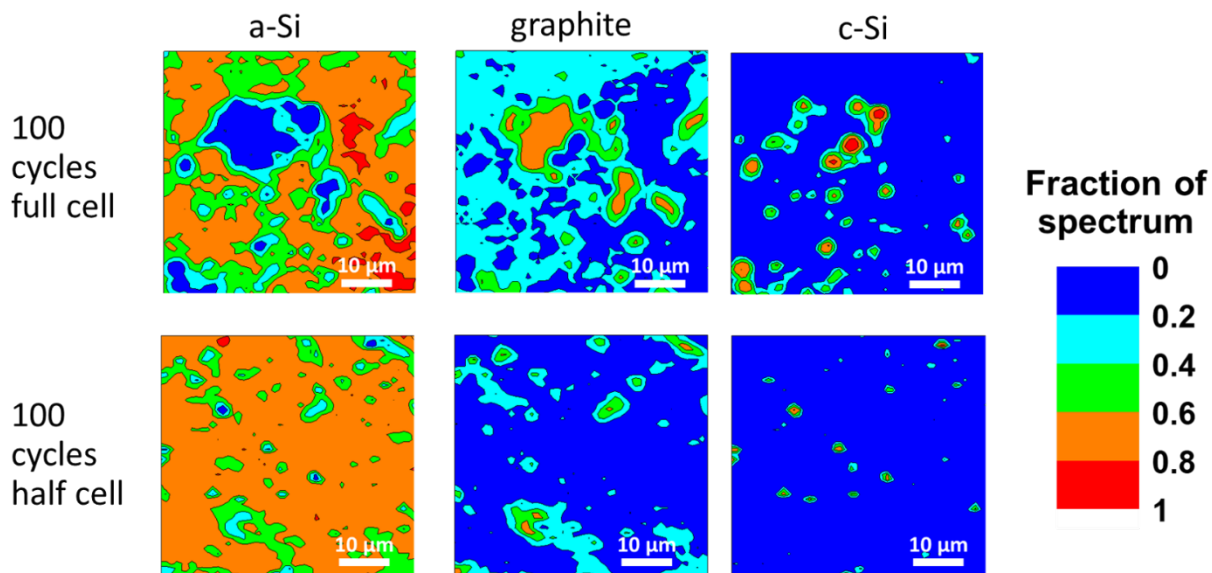 a-Si
graphite
c-Si
100
cycles
full cell
10 µm
10 µm
10 µm
100
cycles
half cell
10 µm
10 µm
10 µm
Fraction of
spectrum
0
0.2
0.4
0.6
0.8
1